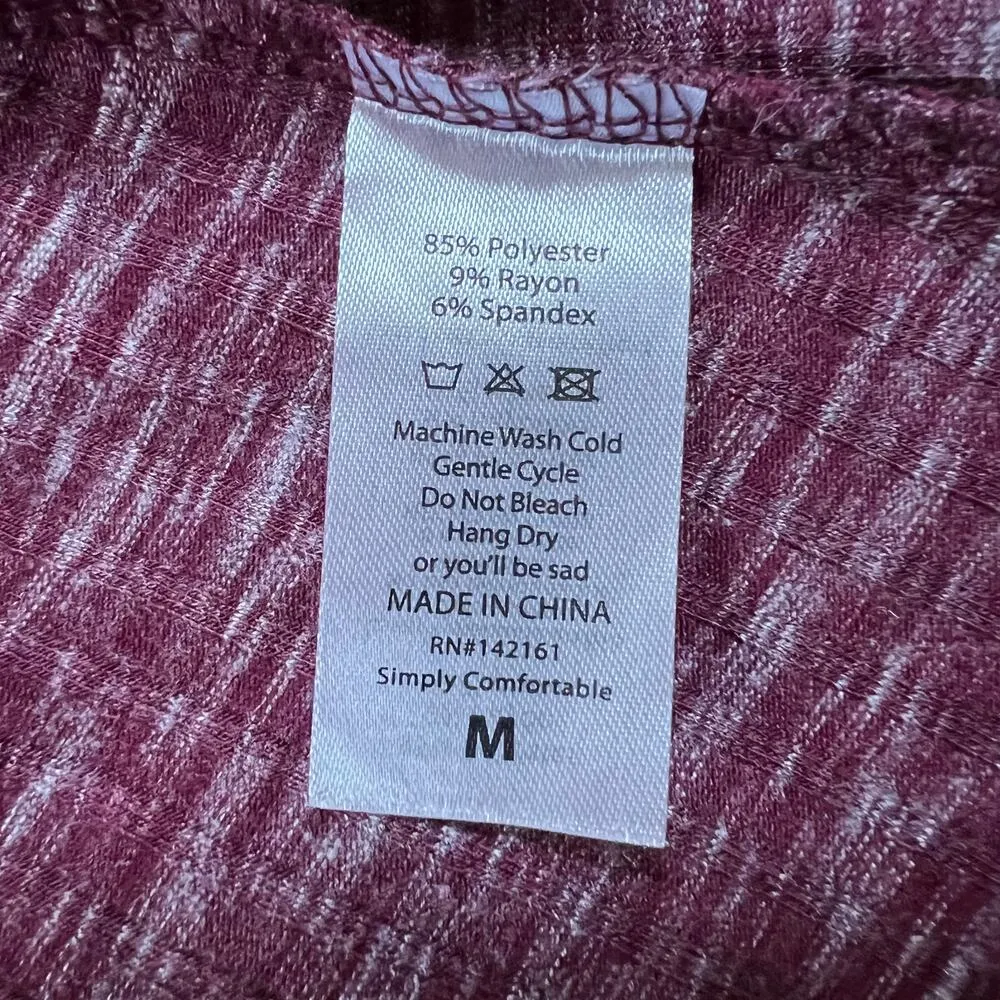 85% Polyester
9% Rayon
6% Spandex
Machine Wash Cold
Gentle Cycle
Do Not Bleach
Hang Dry
or you'll be sad
MADE IN CHINA
RN#142161
Simply Comfortable
M